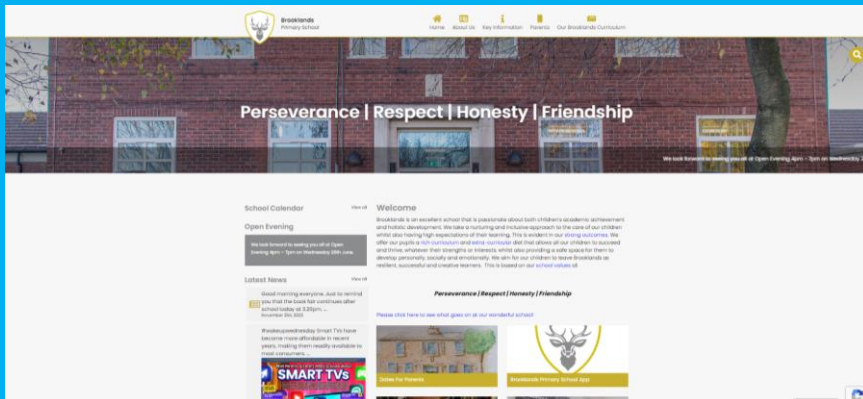 Brooklands
Primary School
Home About Us Key Information Parents Our Brooklands Curriculum
Perseverance | Respect | Honesty | Friendship
We look forward to seeing you all at Open Evening 4pm - 7pm on Wednesday
School Calendar View all
Open Evening
We look forward to seeing you all at Open
Evening 4pm - 7pm on Wednesday
Latest News View all
Good morning everyone. Just to remind
you that the book fair continues after
school today at 3.20pm. ...
#wakeupwednesday Smart TVs have
become more affordable in recent
years, making them readily available to
most consumers. ...
SMART TVs
Welcome
Brooklands is an excellent school that is passionate about both children's academic achievement
and holistic development. We take a nurturing and inclusive approach to the care of our children
whilst also having high expectations of their learning. This is evident in our strong outcomes. We
offer our pupils a rich curriculum and extra-curricular diet that allows all our children to succeed
and thrive, whatever their strengths or interests, whilst also providing a safe space for them to
develop personally, socially and emotionally. We aim for our children to leave Brooklands as
resilient, successful and creative learners. This is based on our school values of:
Perseverance | Respect | Honesty | Friendship
Please click here to see what goes on at our wonderful school!
Dates For Parents
Brooklands Primary School App